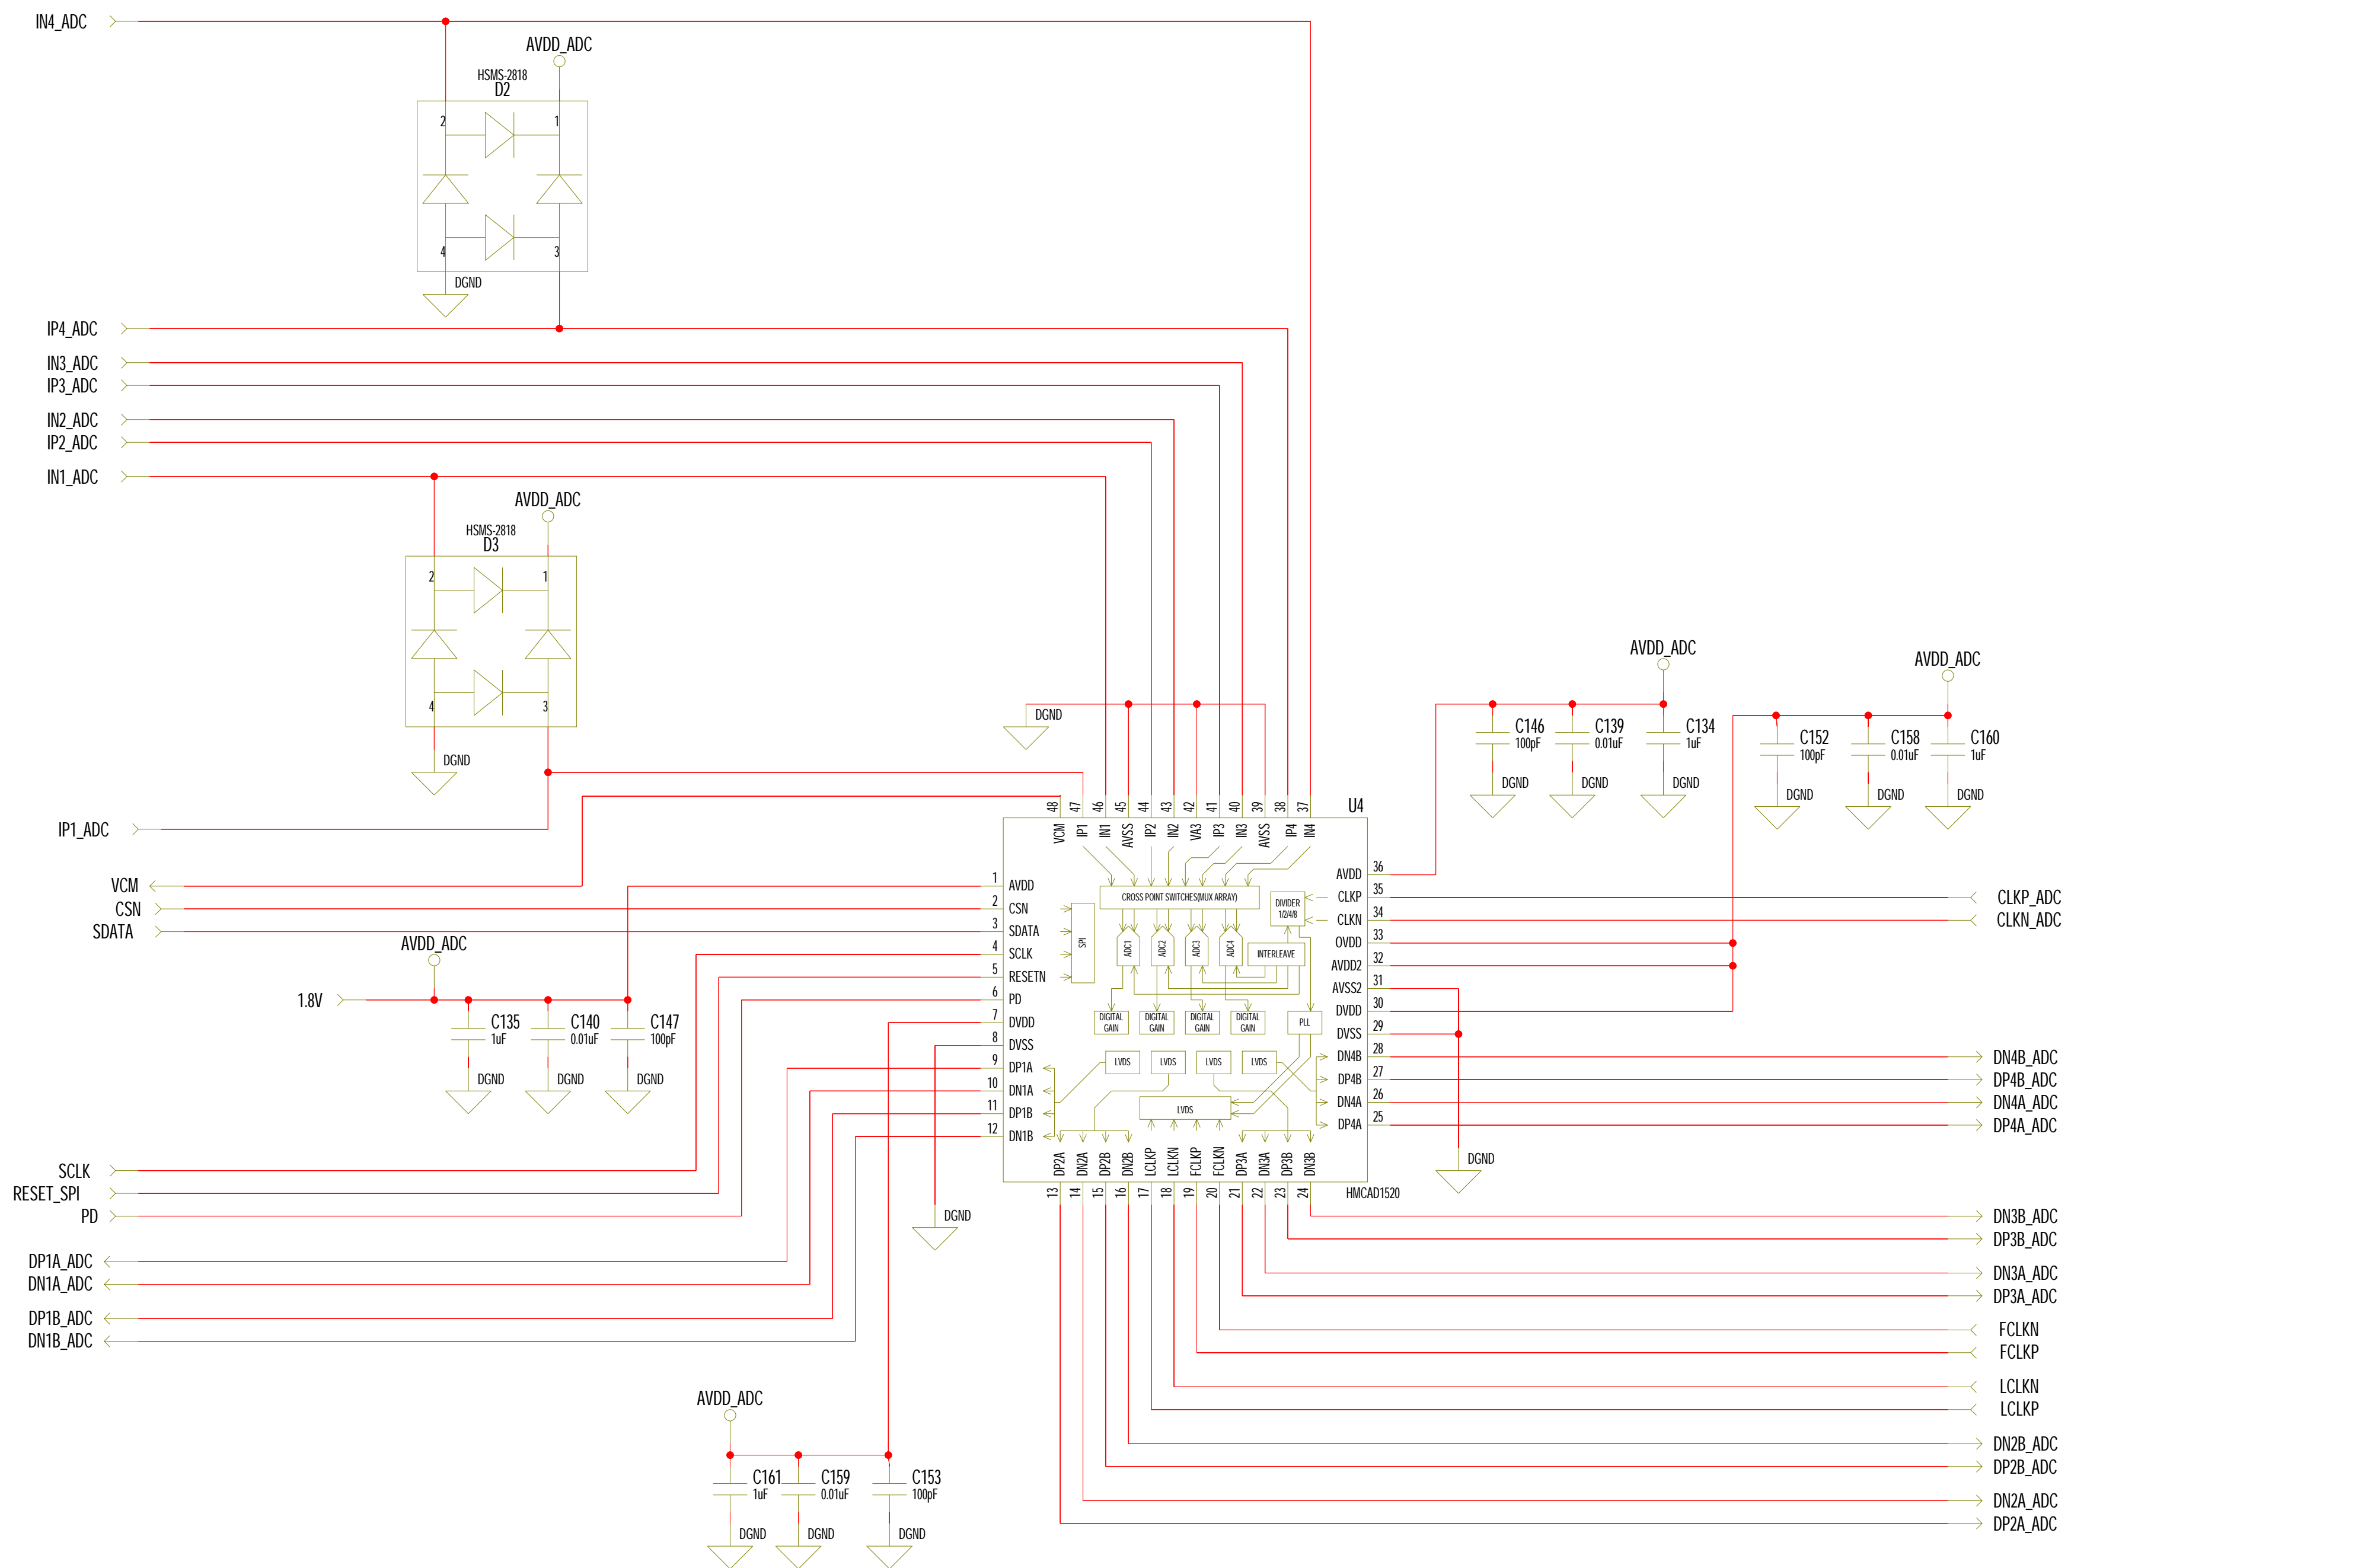 IN4_ADC
AVDD_ADC
HSMS-2818
D2
2
1
4
3
DGND
IP4_ADC
IN3_ADC
IP3_ADC
IN2_ADC
IP2_ADC
IN1_ADC
AVDD_ADC
HSMS-2818
D3
2
1
4
3
DGND
IP1_ADC
VCM
CSN
SDATA
AVDD_ADC
1.8V
C135
1uF
DGND
C140
0.01uF
DGND
C147
100pF
DGND
SCLK
RESET_SPI
PD
DP1A_ADC
DN1A_ADC
DP1B_ADC
DN1B_ADC
AVDD_ADC
C161
1uF
DGND
C159
0.01uF
DGND
C153
100pF
DGND
DGND
DGND
U4
48 47 46 45 44 43 42 41 40 39 38 37
VCM IP1 IN1 AVSS IP2 IN2 VA3 IP3 IN3 AVSS IP4 IN4
1 AVDD
2 CSN
3 SDATA
4 SCLK
5 RESETN
6 PD
7 DVDD
8 DVSS
9 DP1A
10 DN1A
11 DP1B
12 DN1B
CROSS POINT SWITCHES(MUX ARRAY)
DIVIDER
1/2/4/8
SPI
ADC1
ADC2
ADC3
ADC4
INTERLEAVE
DIGITAL
GAIN
DIGITAL
GAIN
DIGITAL
GAIN
DIGITAL
GAIN
PLL
LVDS
LVDS
LVDS
LVDS
LVDS
AVDD 36
CLKP 35
CLKN 34
OVDD 33
AVDD2 32
AVSS2 31
DVDD 30
DVSS 29
DN4B 28
DP4B 27
DN4A 26
DP4A 25
DP2A DN2A DP2B DN2B LCLKP LCLKN FCLKP FCLKN DP3A DN3A DP3B DN3B
13 14 15 16 17 18 19 20 21 22 23 24
HMCAD1520
AVDD_ADC
C146
100pF
DGND
C139
0.01uF
DGND
C134
1uF
DGND
AVDD_ADC
C152
100pF
DGND
C158
0.01uF
DGND
C160
1uF
DGND
CLKP_ADC
CLKN_ADC
DN4B_ADC
DP4B_ADC
DN4A_ADC
DP4A_ADC
DGND
DN3B_ADC
DP3B_ADC
DN3A_ADC
DP3A_ADC
FCLKN
FCLKP
LCLKN
LCLKP
DN2B_ADC
DP2B_ADC
DN2A_ADC
DP2A_ADC